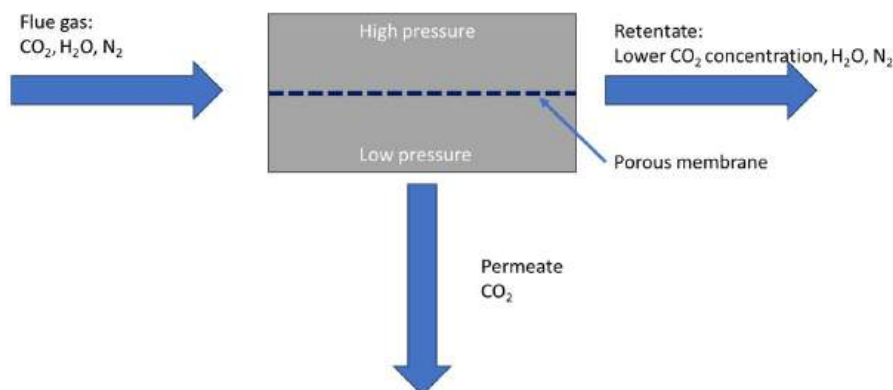 Flue gas:
CO₂, H₂O, N₂
High pressure
Low pressure
Retentate:
Lower CO₂ concentration, H₂O, N₂
Porous membrane
Permeate
CO₂